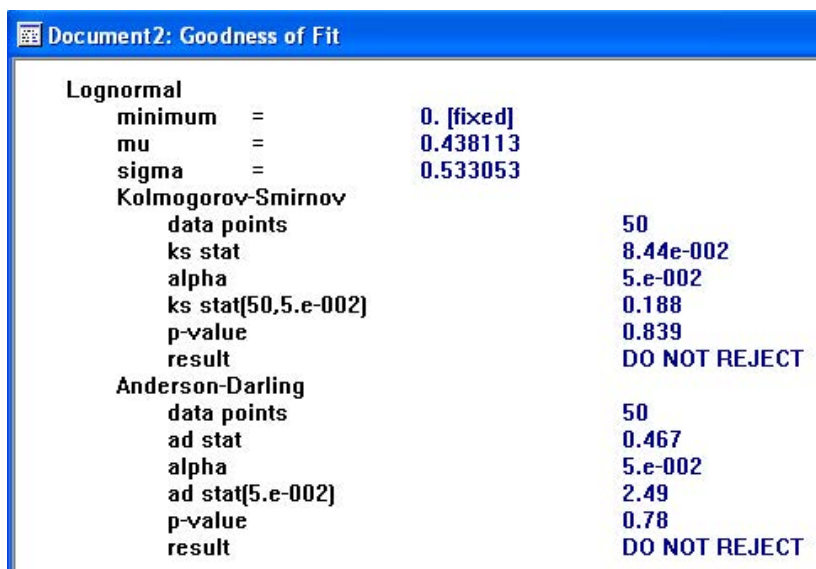 Document2: Goodness of Fit
Lognormal
minimum = 0. [fixed]
mu = 0.438113
sigma = 0.533053
Kolmogorov-Smirnov
data points 50
ks stat 8.44e-002
alpha 5.e-002
ks stat(50,5.e-002) 0.188
p-value 0.839
result DO NOT REJECT
Anderson-Darling
data points 50
ad stat 0.467
alpha 5.e-002
ad stat(5.e-002) 2.49
p-value 0.78
result DO NOT REJECT